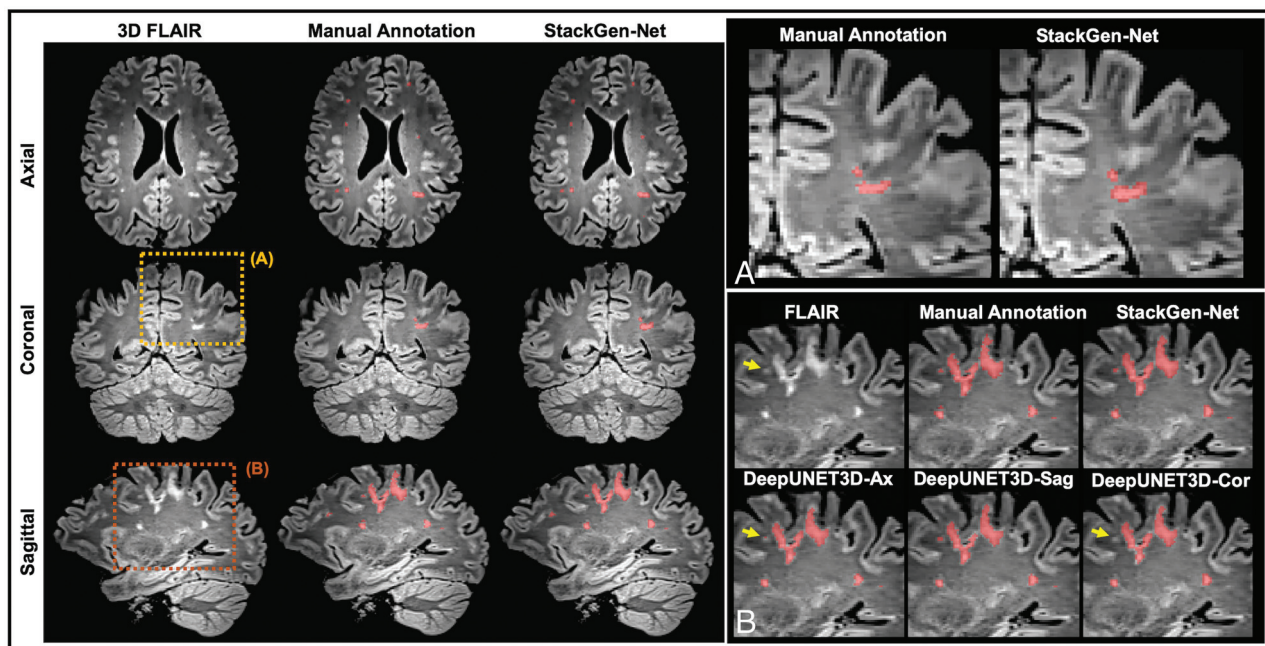 3D FLAIR Manual Annotation StackGen-Net
Axial
(A)
Coronal
(B)
Sagittal
Manual Annotation StackGen-Net
A
FLAIR Manual Annotation StackGen-Net
DeepUNET3D-Ax DeepUNET3D-Sag DeepUNET3D-Cor
B